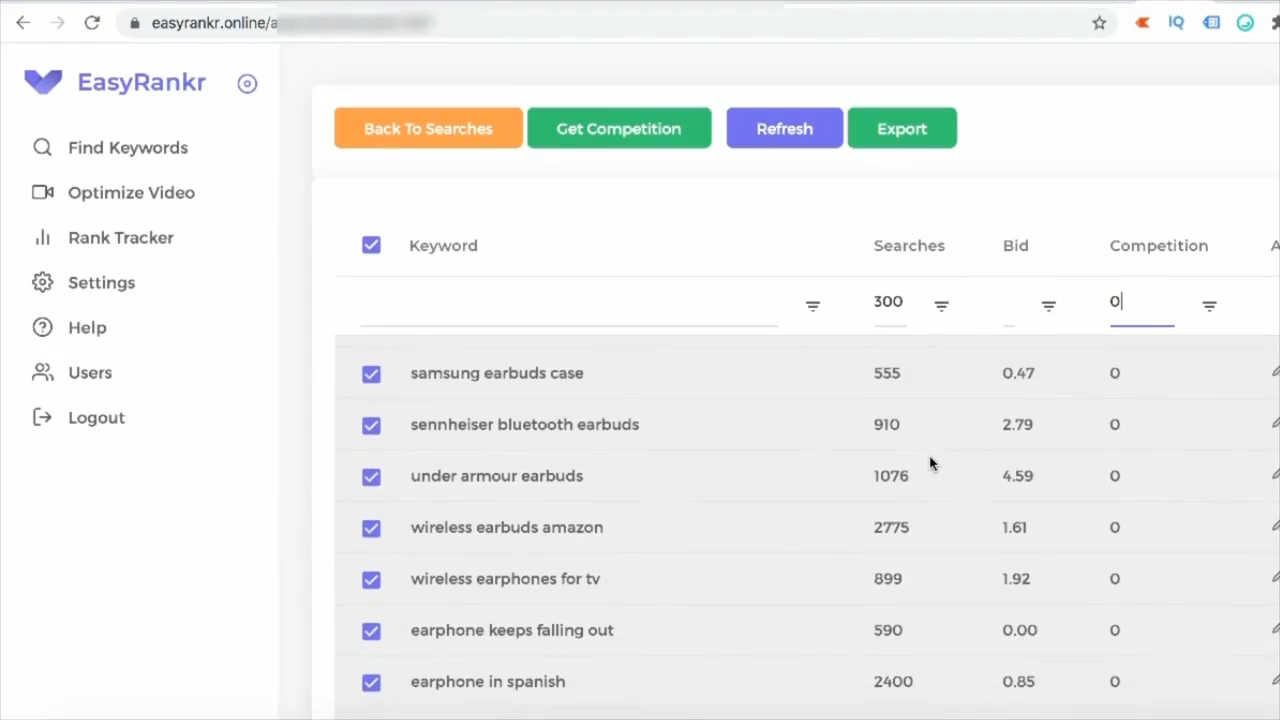 easyrankr.online/a
EasyRankr
Find Keywords
Optimize Video
Rank Tracker
Settings
Help
Users
Logout
Back To Searches Get Competition Refresh Export
Keyword Searches Bid Competition A
300 0
samsung earbuds case 555 0.47 0
sennheiser bluetooth earbuds 910 2.79 0
under armour earbuds 1076 4.59 0
wireless earbuds amazon 2775 1.61 0
wireless earphones for tv 899 1.92 0
earphone keeps falling out 590 0.00 0
earphone in spanish 2400 0.85 0
IQ